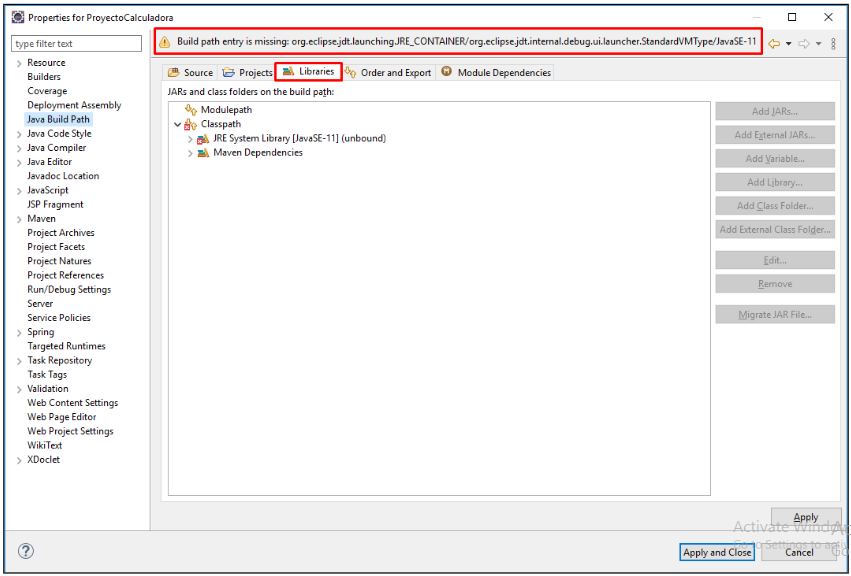 Properties for ProyectoCalculadora
type filter text
Resource
Builders
Coverage
Deployment Assembly
Java Build Path
Java Code Style
Java Compiler
Java Editor
Javadoc Location
JavaScript
JSP Fragment
Maven
Project Archives
Project Facets
Project Natures
Project References
Run/Debug Settings
Server
Service Policies
Spring
Targeted Runtimes
Task Repository
Task Tags
Validation
Web Content Settings
Web Page Editor
Web Project Settings
WikiText
XDoclet
Build path entry is missing: org.eclipse.jdt.launching.JRE_CONTAINER/org.eclipse.jdt.internal.debug.ui.launcher.StandardVMType/JavaSE-11
Source Projects Libraries Order and Export Module Dependencies
JARs and class folders on the build path:
Modulepath
Classpath
JRE System Library [JavaSE-11] (unbound)
Maven Dependencies
Add JARs...
Add External JARs...
Add Variable...
Add Library...
Add Class Folder...
Add External Class Folder...
Edit...
Remove
Migrate JAR File...
Apply
Activate Windows
Go to Settings to
Apply and Close Cancel